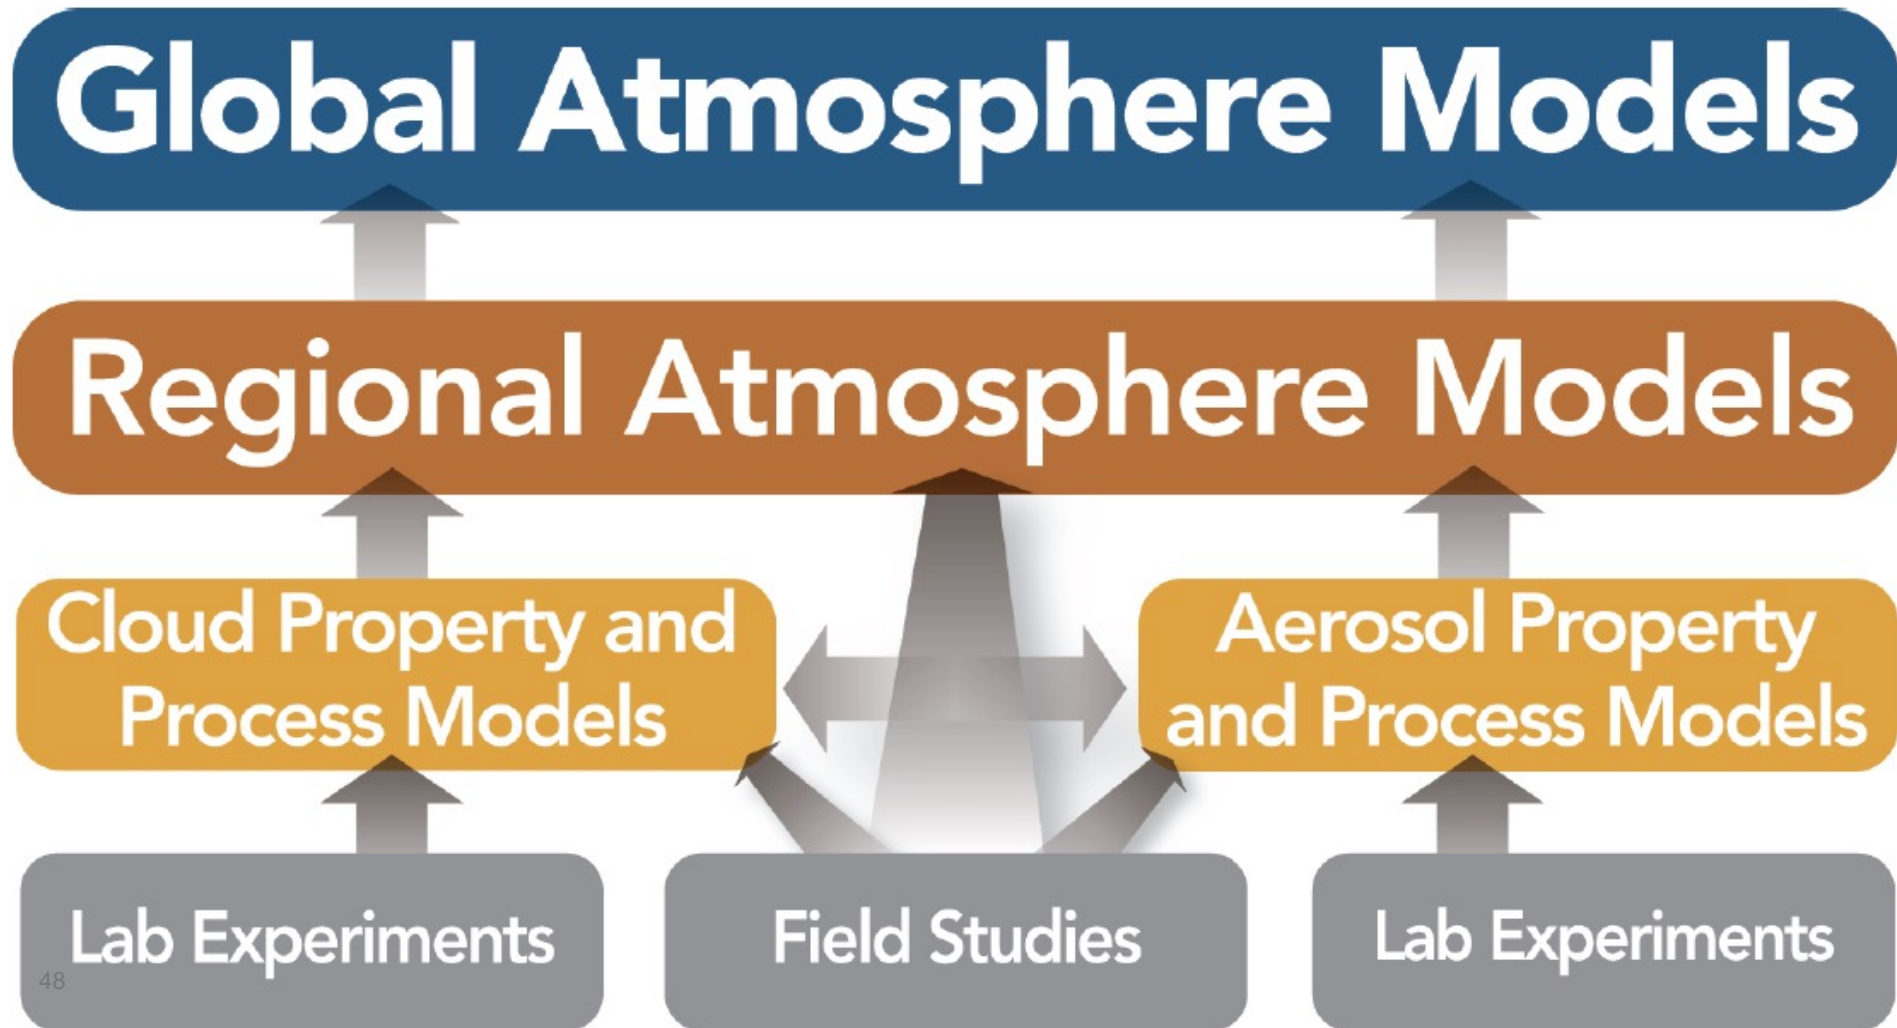 Global Atmosphere Models
Regional Atmosphere Models
Cloud Property and
Process Models
Aerosol Property
and Process Models
Lab Experiments
Field Studies
Lab Experiments
48